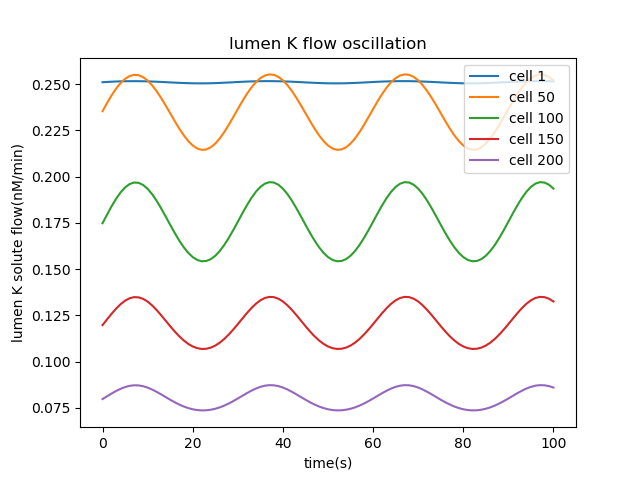 lumen K flow oscillation
lumen K solute flow(nM/min)
0.250
0.225
0.200
0.175
0.150
0.125
0.100
0.075
cell 1
cell 50
cell 100
cell 150
cell 200
0
20
40
60
80
100
time(s)